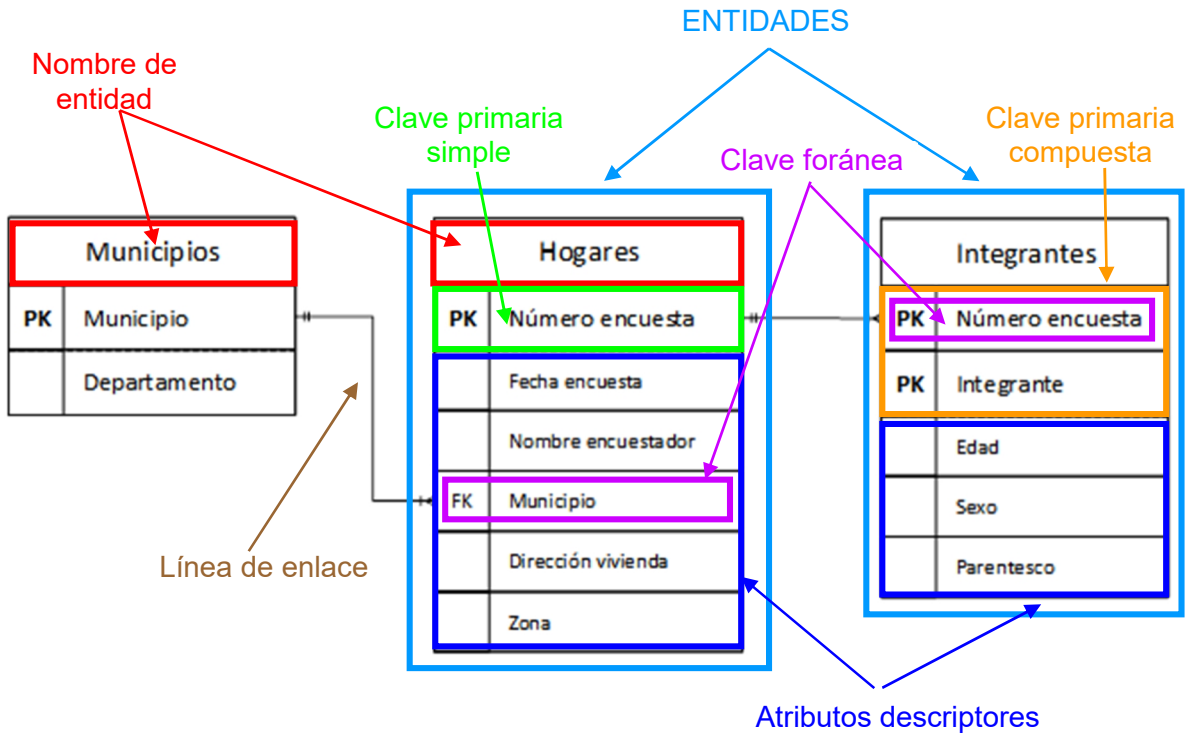 ENTIDADES
Nombre de
entidad
Clave primaria
simple
Clave foránea
Clave primaria
compuesta
Municipios
PK Municipio
Departamento
Hogares
PK Número encuesta
Fecha encuesta
Nombre encuestador
FK Municipio
Dirección vivienda
Zona
Integrantes
PK Número encuesta
PK Integrante
Edad
Sexo
Parentesco
Línea de enlace
Atributos descriptores